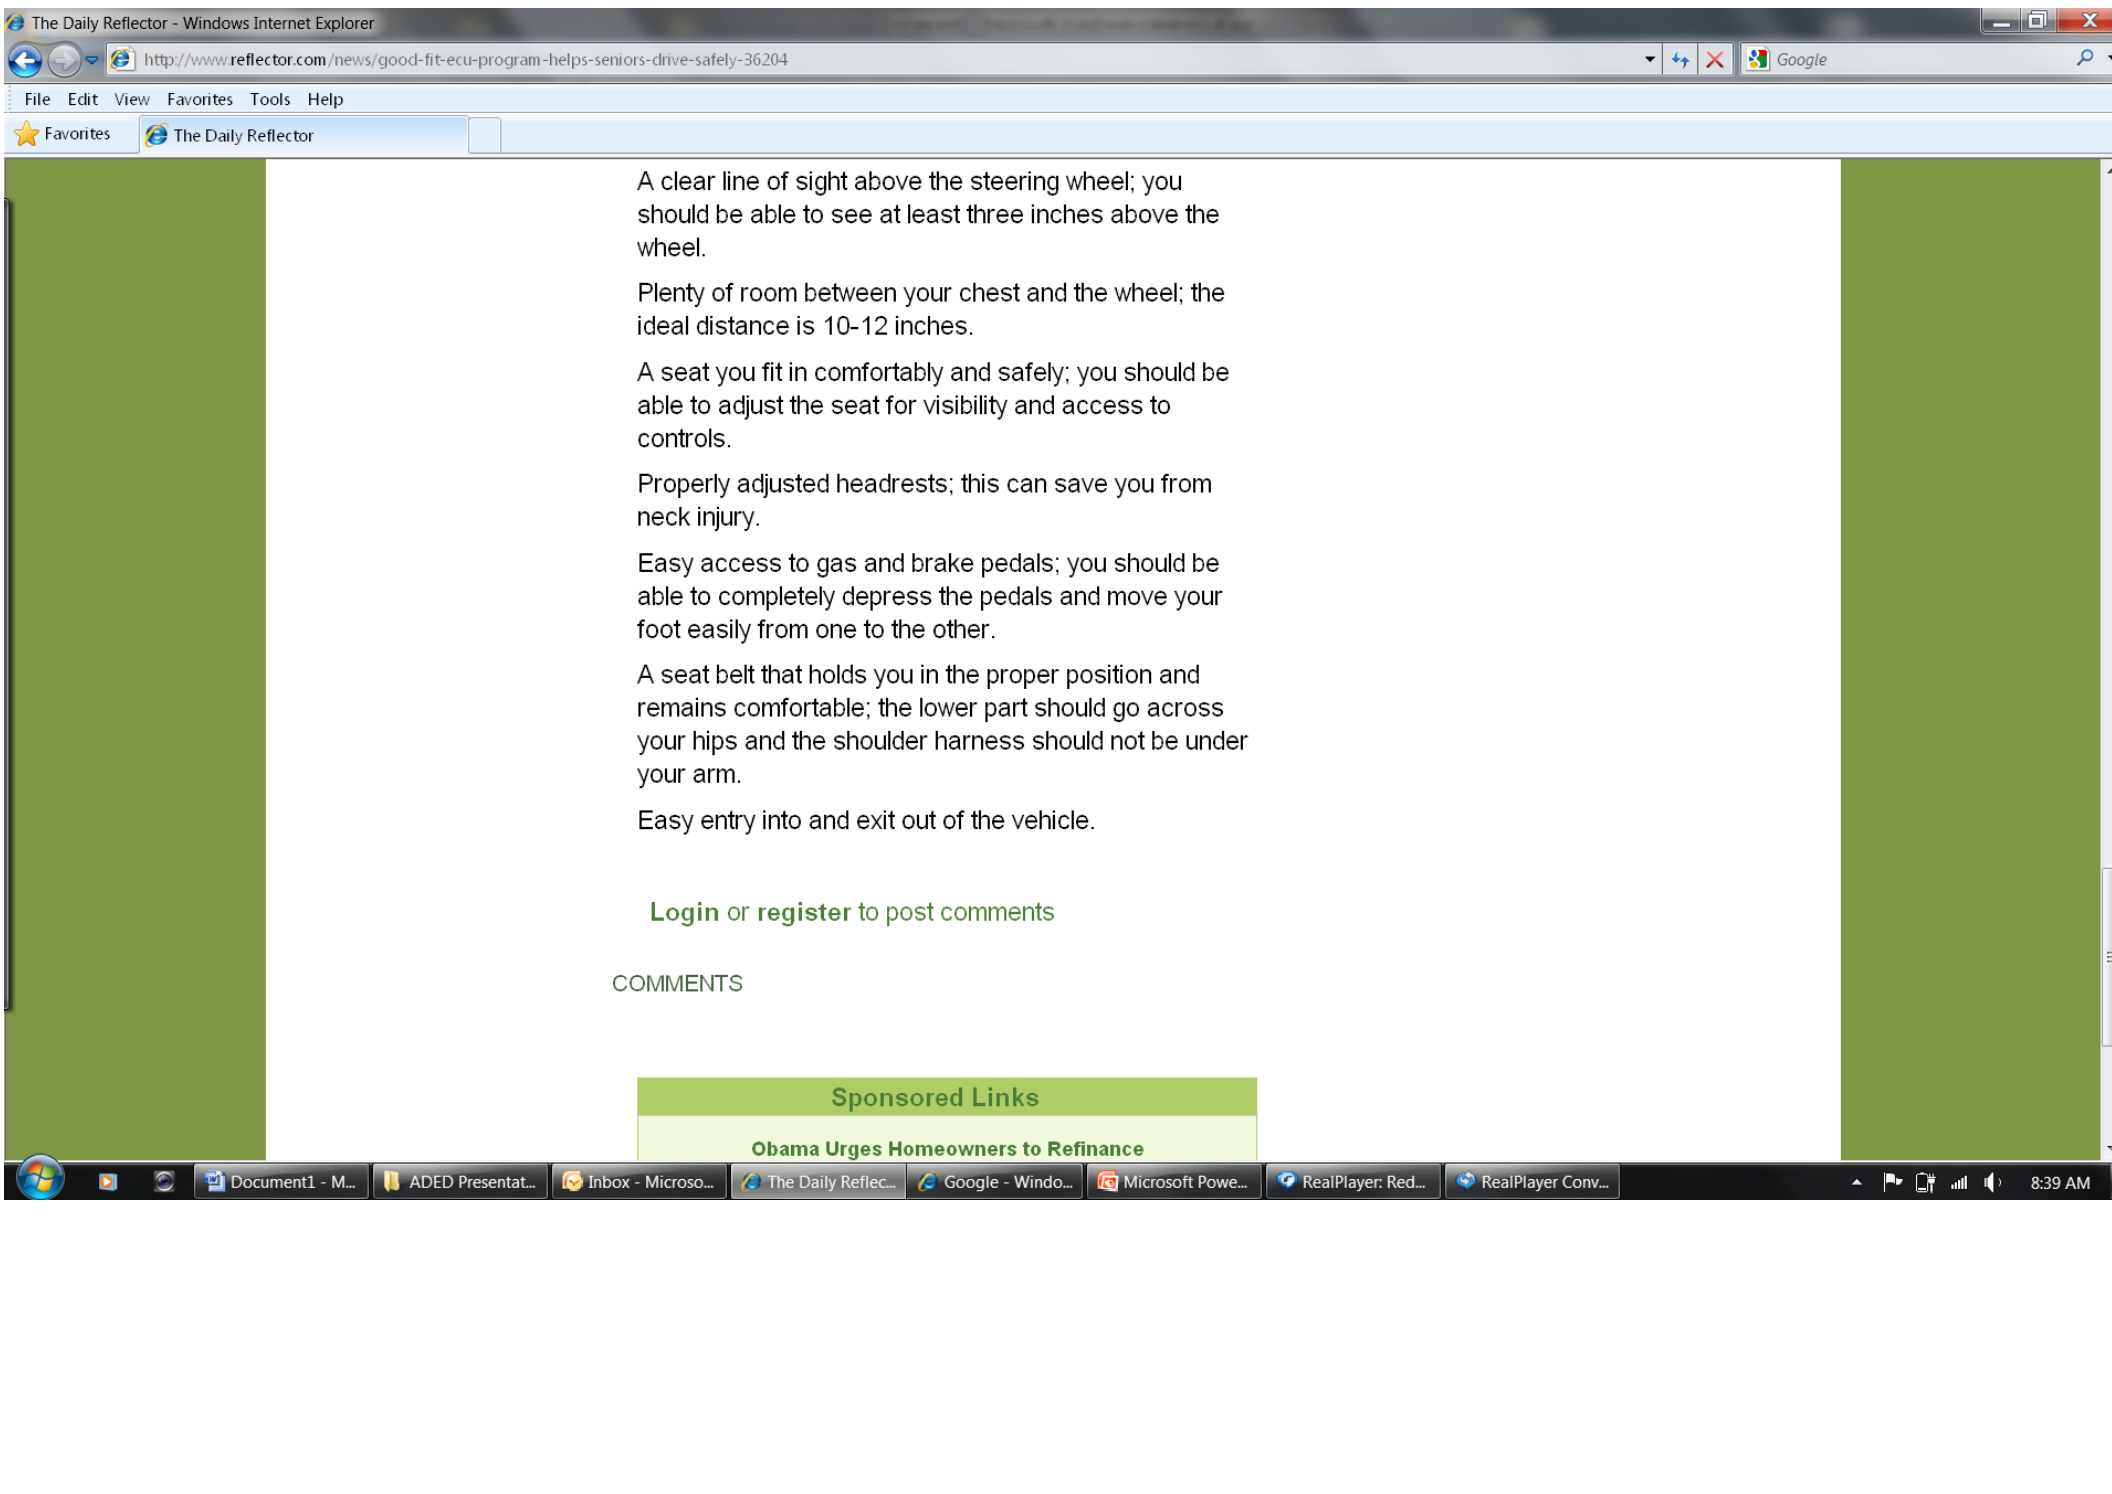 The Daily Reflector - Windows Internet Explorer
http://www.reflector.com/news/good-fit-ecu-program-helps-seniors-drive-safely-36204
Google
File Edit View Favorites Tools Help
Favorites
The Daily Reflector
A clear line of sight above the steering wheel; you
should be able to see at least three inches above the
wheel.
Plenty of room between your chest and the wheel; the
ideal distance is 10-12 inches.
A seat you fit in comfortably and safely; you should be
able to adjust the seat for visibility and access to
controls.
Properly adjusted headrests; this can save you from
neck injury.
Easy access to gas and brake pedals; you should be
able to completely depress the pedals and move your
foot easily from one to the other.
A seat belt that holds you in the proper position and
remains comfortable; the lower part should go across
your hips and the shoulder harness should not be under
your arm.
Easy entry into and exit out of the vehicle.
Login or register to post comments
COMMENTS
Sponsored Links
Obama Urges Homeowners to Refinance
Document1 - M...
ADED Presentat...
Inbox - Microso...
The Daily Reflec...
Google - Windo...
Microsoft Powe...
RealPlayer: Red...
RealPlayer Conv...
8:39 AM